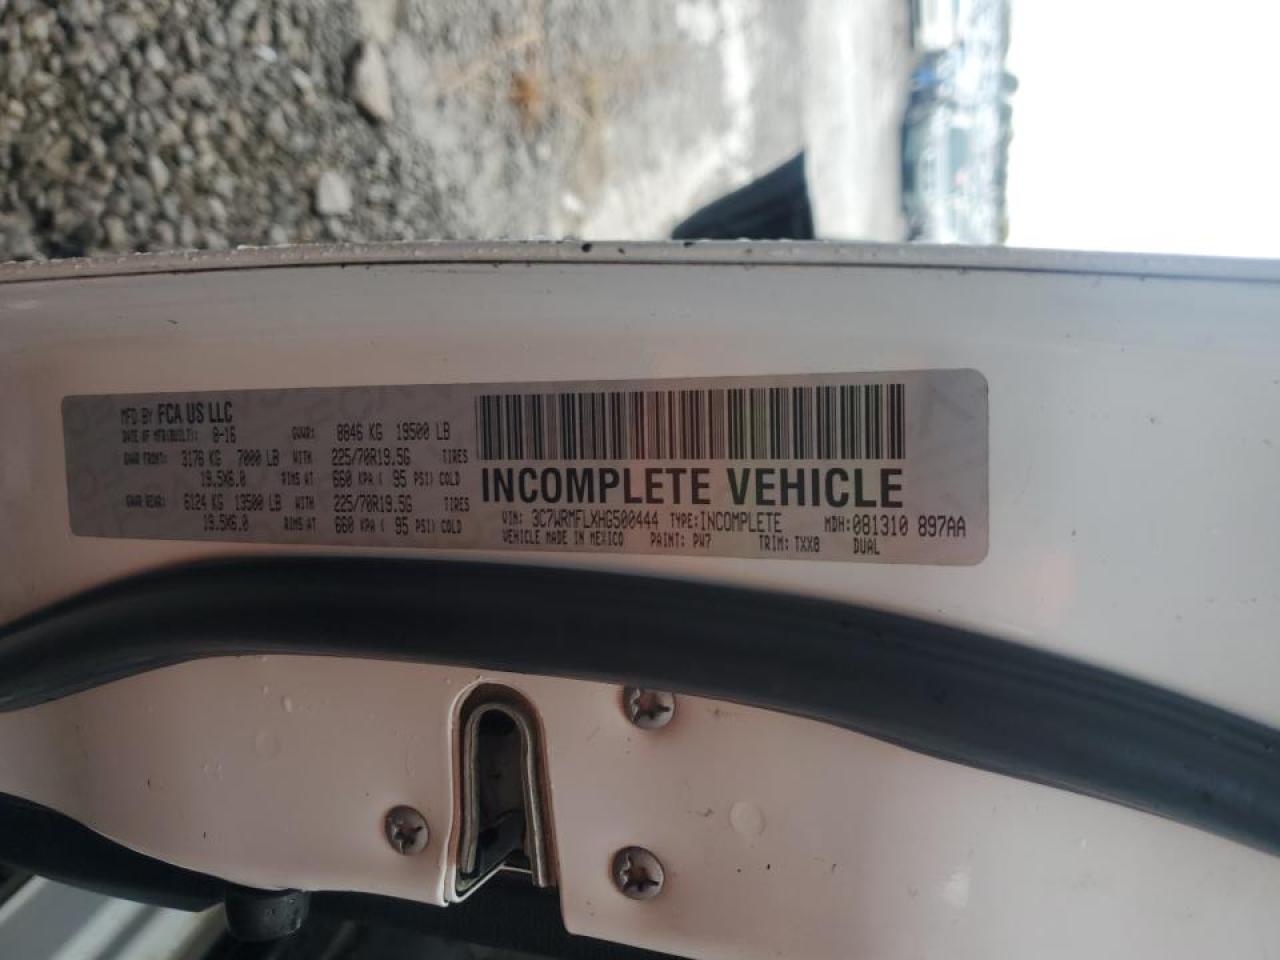 MFD BY FCA US LLC
DATE OF MFR(BUILT): 8-16 GVWR: 8846 KG 19500 LB
GAWR FRONT: 3176 KG 7000 LB WITH 225/70R19.5G TIRES
19.5X6.0 RIMS AT 660 KPA ( 95 PSI) COLD
GAWR REAR: 6124 KG 13500 LB WITH 225/70R19.5G TIRES
19.5X6.0 RIMS AT 660 KPA ( 95 PSI) COLD
INCOMPLETE VEHICLE
VIN: 3C7WRMFLXHG500444 TYPE: INCOMPLETE MDH: 081310 897AA
VEHICLE MADE IN MEXICO PAINT: PW7 TRIM: TXX8 DUAL